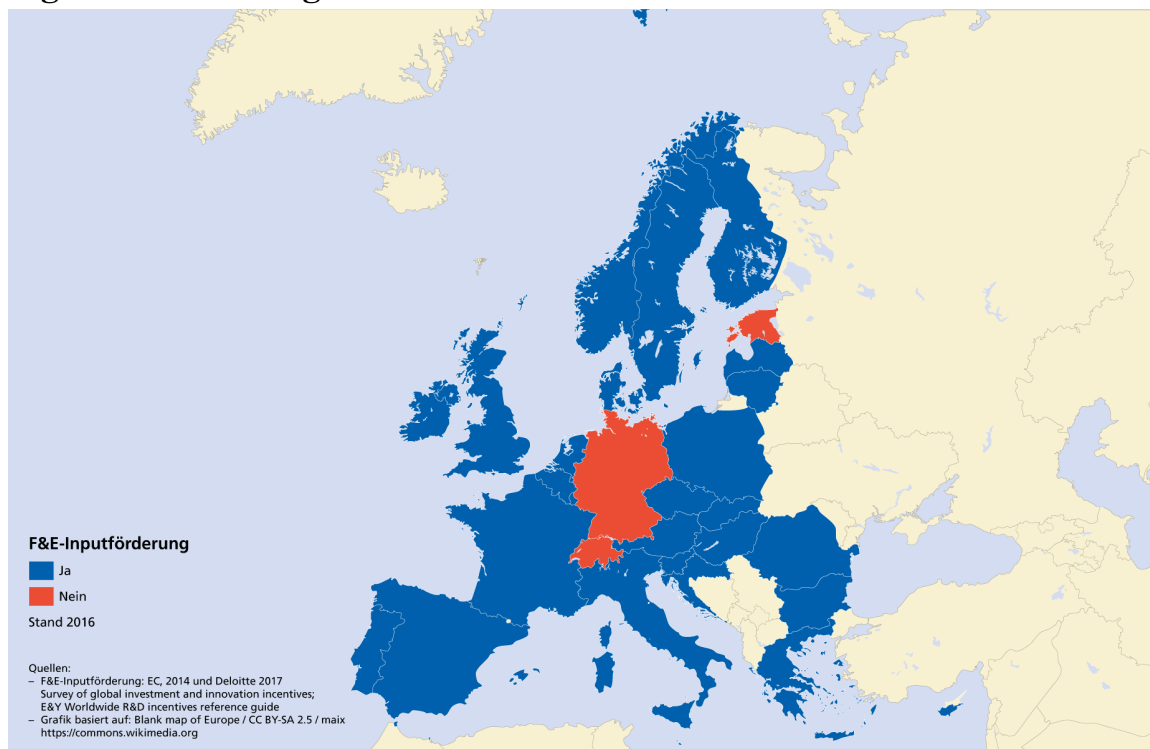 F&E-Inputförderung
Ja
Nein
Stand 2016
Quellen:
– F&E-Inputförderung: EC, 2014 und Deloitte 2017
Survey of global investment and innovation incentives;
E&Y Worldwide R&D incentives reference guide
– Grafik basiert auf: Blank map of Europe / CC BY-SA 2.5 / maix
https://commons.wikimedia.org